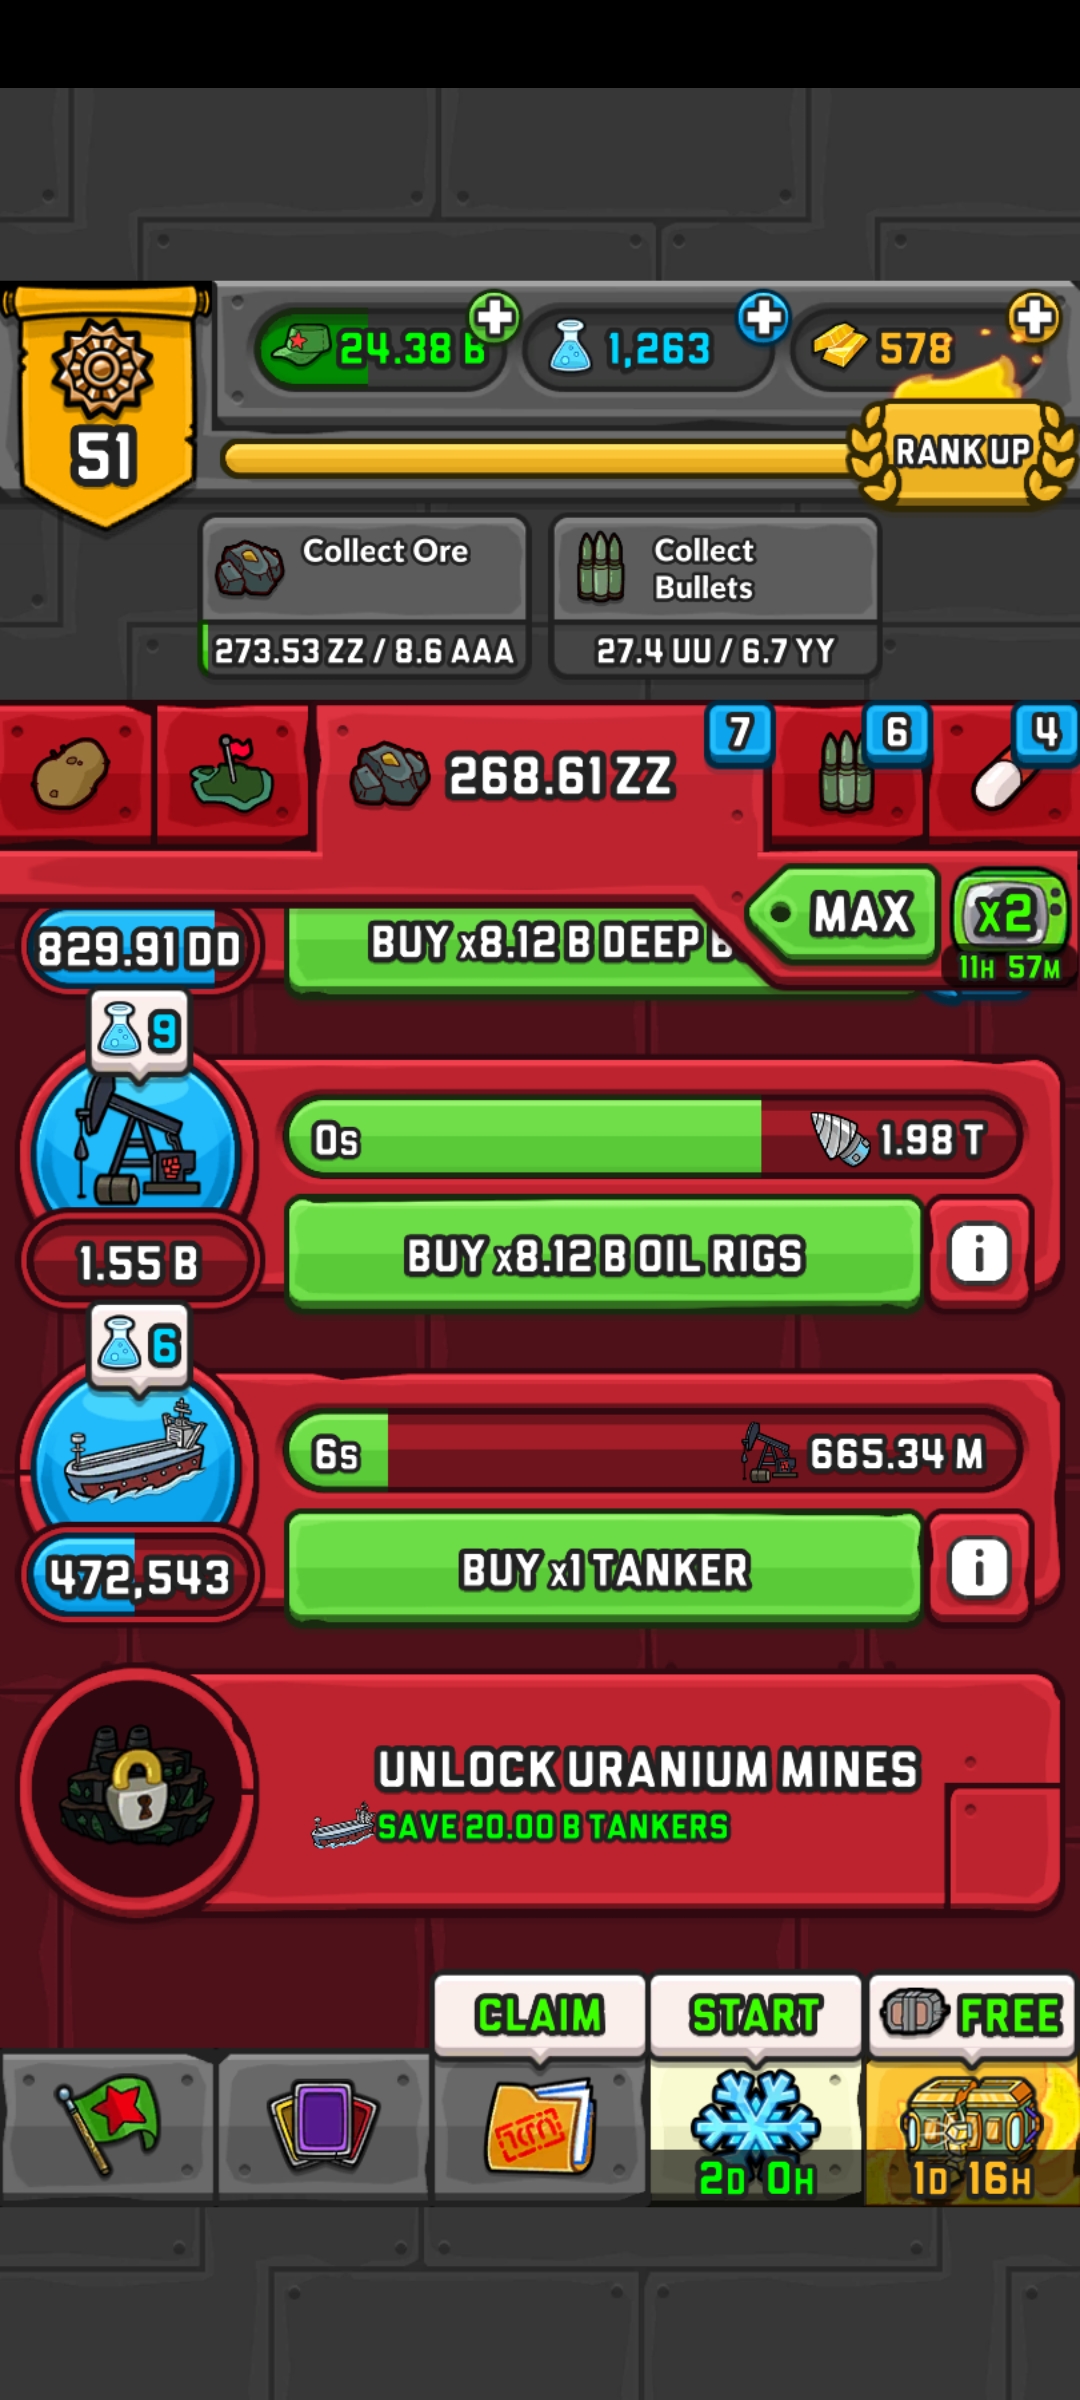 24.38 B
1,263
578
51
RANK UP
Collect Ore
273.53 ZZ / 8.6 AAA
Collect
Bullets
27.4 UU / 6.7 YY
268.61 ZZ
7
6
4
MAX
x2
11H 57M
829.91 DD
BUY x8.12 B DEEP B
9
0s
1.98 T
1.55 B
BUY x8.12 B OIL RIGS
i
6
6s
665.34 M
472,543
BUY x1 TANKER
i
UNLOCK URANIUM MINES
SAVE 20.00 B TANKERS
CLAIM
START
FREE
2D 0H
1D 16H